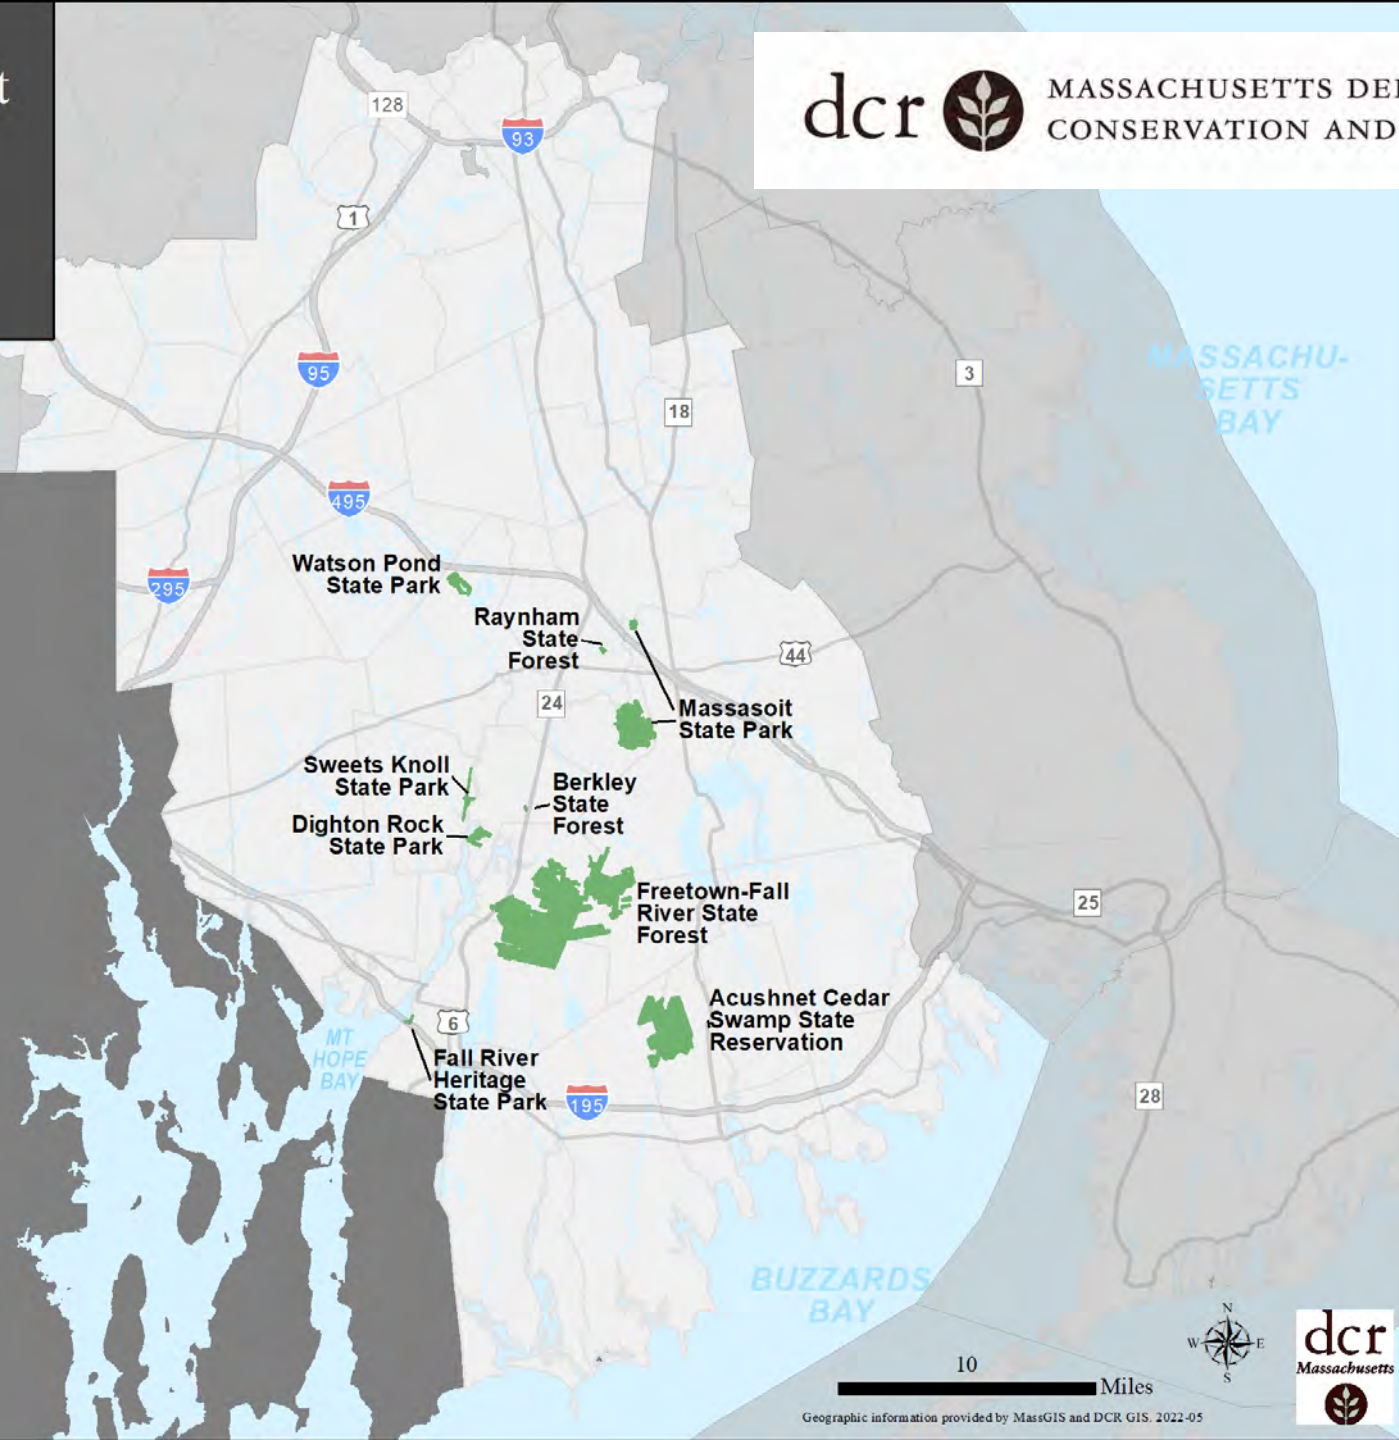 t
dcr
MASSACHUSETTS DE
CONSERVATION AND
128
93
1
95
3
MASSACHU-
SETTS
BAY
18
495
295
Watson Pond
State Park
Raynham
State
Forest
44
24
Massasoit
State Park
Sweets Knoll
State Park
Berkley
State
Forest
Dighton Rock
State Park
Freetown-Fall
River State
Forest
25
Acushnet Cedar
Swamp State
Reservation
6
MT
HOPE
BAY
Fall River
Heritage
State Park
195
28
BUZZARDS
BAY
N
W
E
S
10
Miles
Geographic information provided by MassGIS and DCR GIS. 2022-05
dcr
Massachusetts